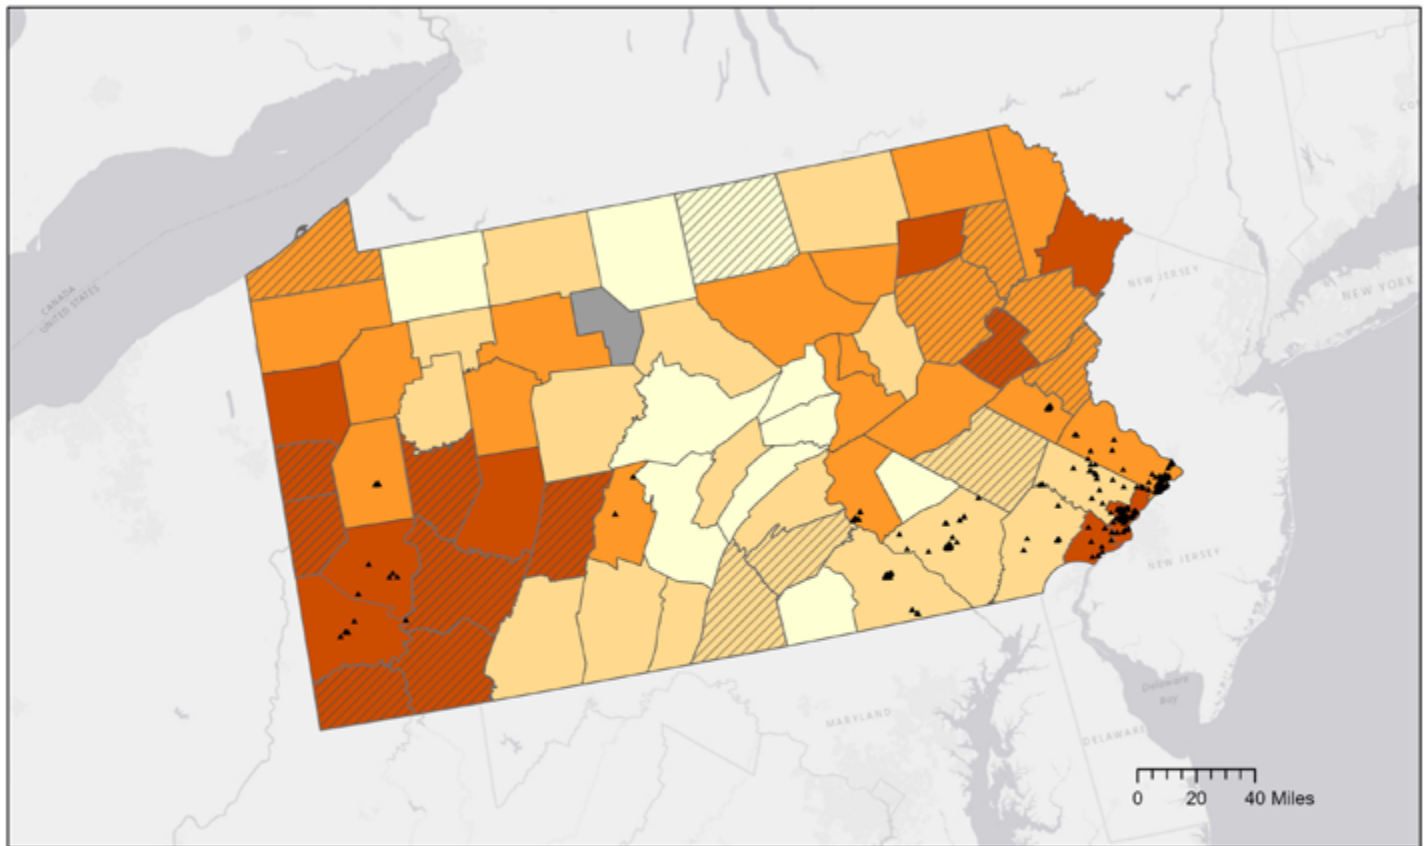 CANADA
UNITED STATES
NEW JERSEY
NEW YORK
NEW JERSEY
Delaware
Bay
MARYLAND
DELAWARE
0 20 40 Miles